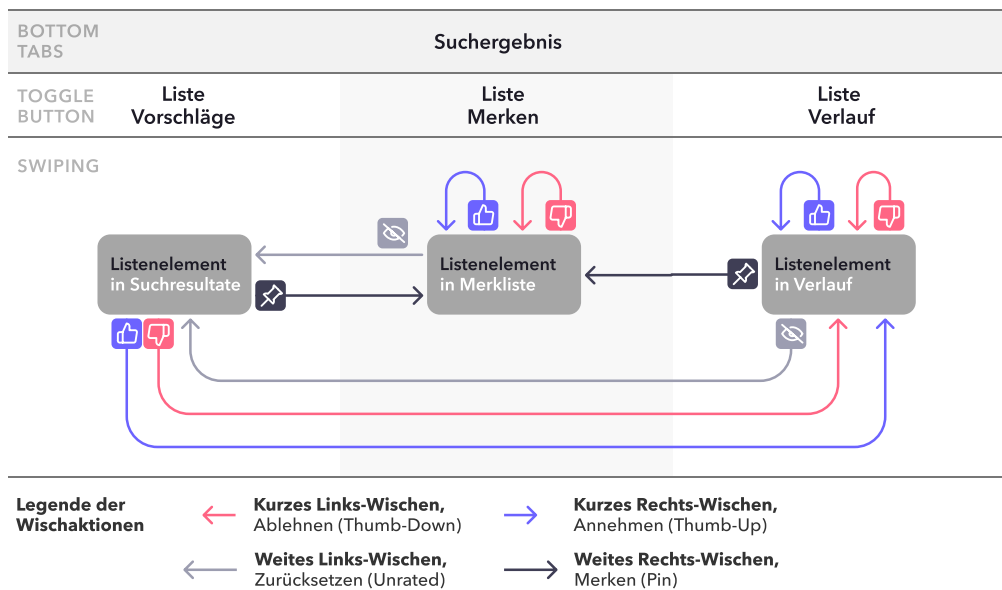 BOTTOM
TABS
Suchergebnis
TOGGLE
BUTTON
Liste
Vorschläge
Liste
Merken
Liste
Verlauf
SWIPING
Listenelement
in Suchresultate
Listenelement
in Merkliste
Listenelement
in Verlauf
Legende der
Wischaktionen
Kurzes Links-Wischen,
Ablehnen (Thumb-Down)
Kurzes Rechts-Wischen,
Annehmen (Thumb-Up)
Weites Links-Wischen,
Zurücksetzen (Unrated)
Weites Rechts-Wischen,
Merken (Pin)